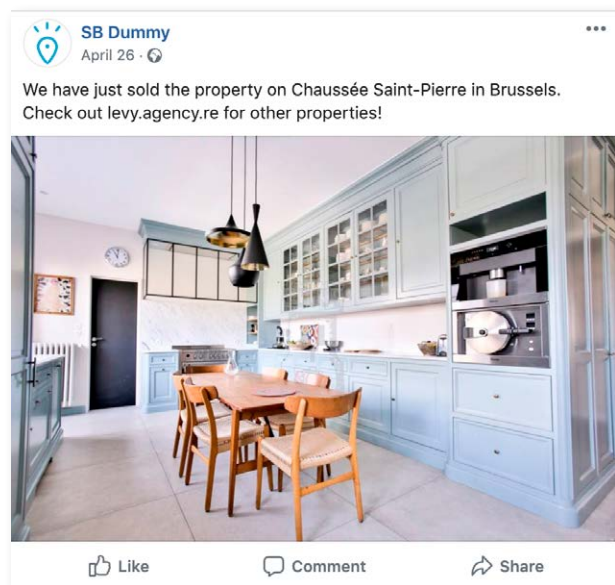 SB Dummy
April 26 ·
We have just sold the property on Chaussée Saint-Pierre in Brussels.
Check out levy.agency.re for other properties!
Like
Comment
Share